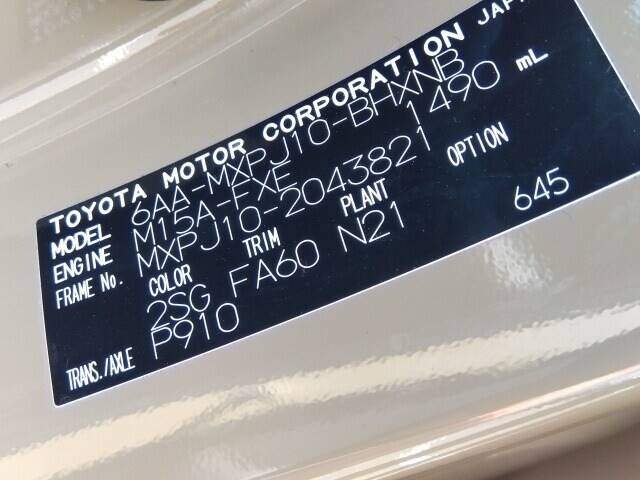 TOYOTA MOTOR CORPORATION JAP
MODEL 6AA-MXPJ10-BHXNB
ENGINE M15A-FXE 1490 mL
FRAME No. MXPJ10-2043821
COLOR TRIM PLANT OPTION
2SG FA60 N21 645
TRANS./AXLE P910